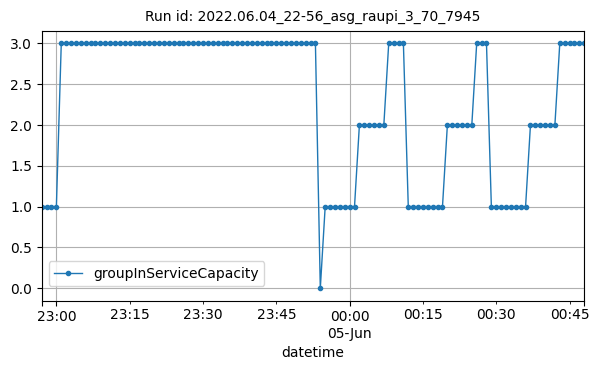 Run id: 2022.06.04_22-56_asg_raupi_3_70_7945
3.0
2.5
2.0
1.5
1.0
0.5
0.0
groupInServiceCapacity
23:00 23:15 23:30 23:45 00:00 00:15 00:30 00:45
05-Jun
datetime